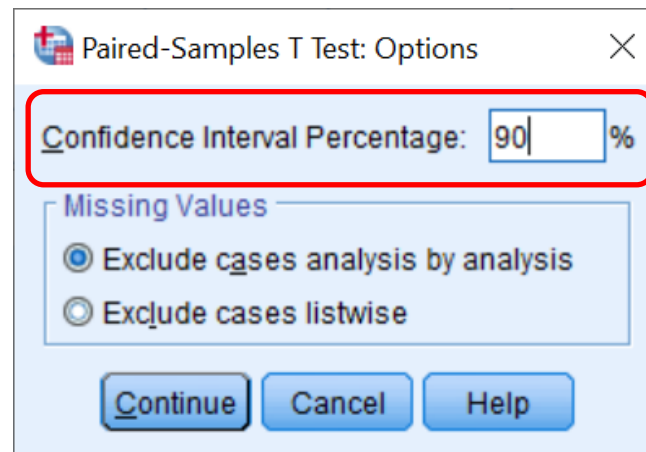 Paired-Samples T Test: Options
Confidence Interval Percentage: 90 %
Missing Values
Exclude cases analysis by analysis
Exclude cases listwise
Continue Cancel Help